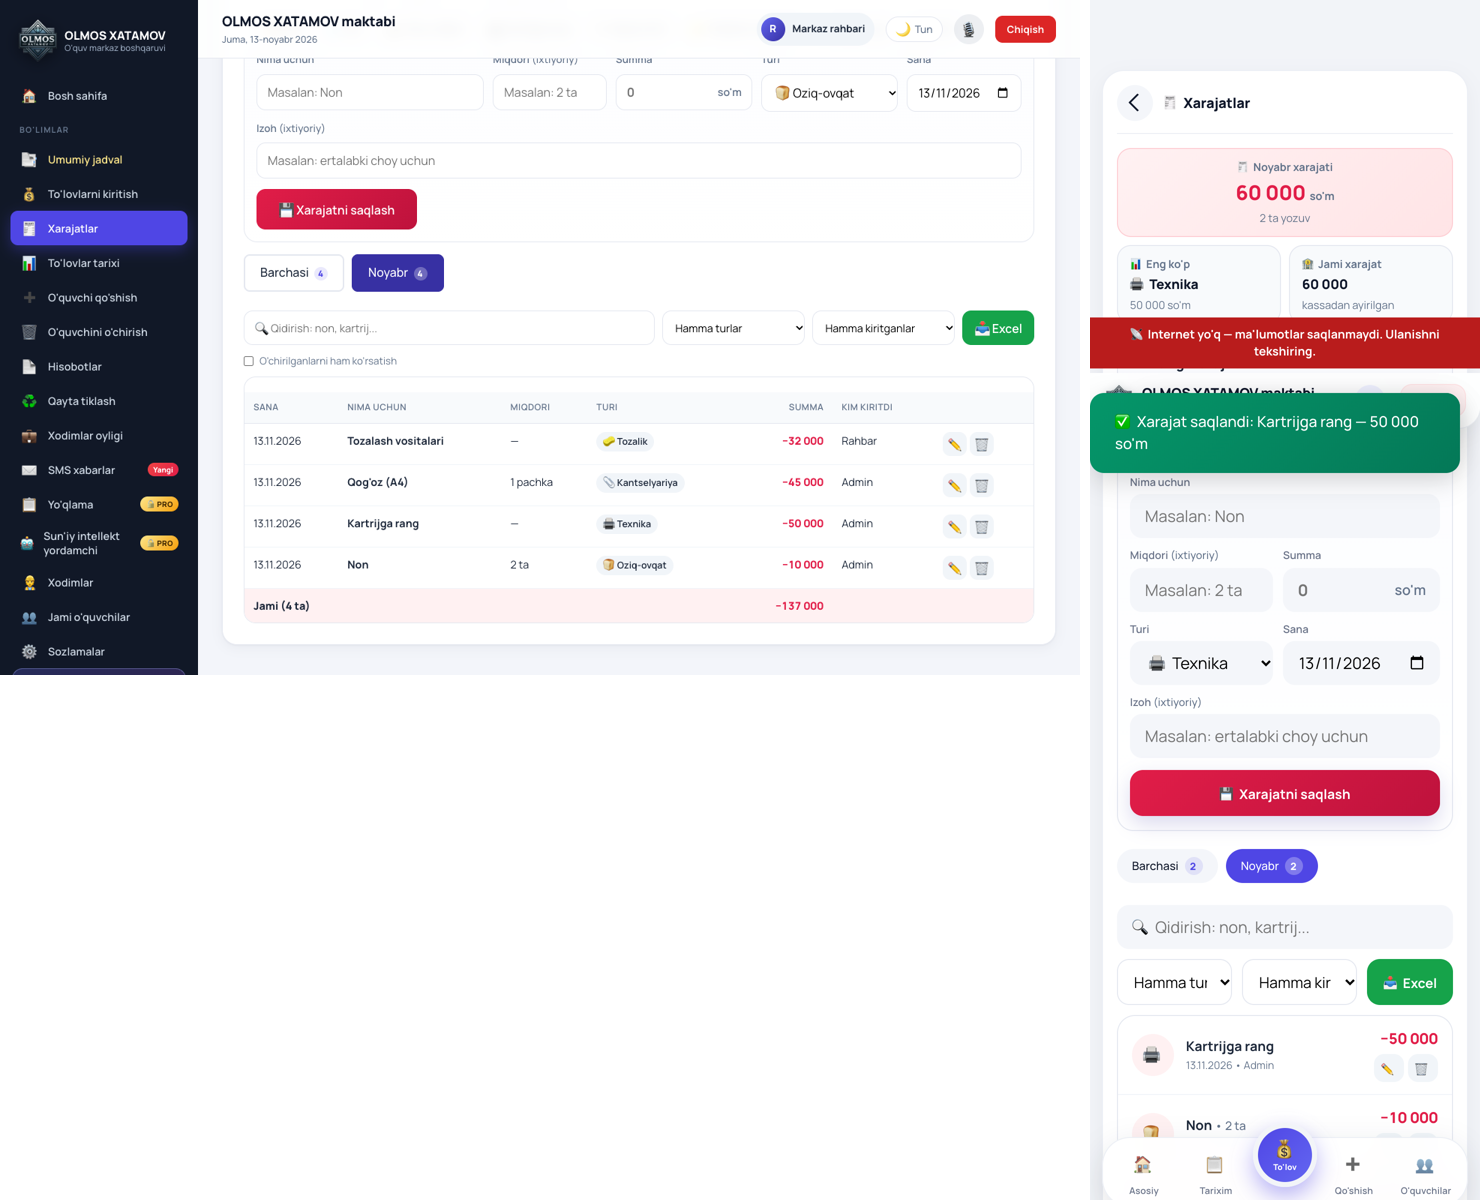 OLMOS
OLMOS XATAMOV
O'quv markaz boshqaruvi
Bosh sahifa
BO'LIMLAR
Umumiy jadval
To'lovlarni kiritish
Xarajatlar
To'lovlar tarixi
O'quvchi qo'shish
O'quvchini o'chirish
Hisobotlar
Qayta tiklash
Xodimlar oyligi
SMS xabarlar Yangi
Yo'qlama PRO
Sun'iy intellekt
yordamchi PRO
Xodimlar
Jami o'quvchilar
Sozlamalar
OLMOS XATAMOV maktabi
Juma, 13-noyabr 2026
R Markaz rahbari
Tun
Chiqish
Nima uchun Miqdori (ixtiyoriy) Summa Turi Sana
Masalan: Non Masalan: 2 ta 0 so'm Oziq-ovqat 13/11/2026
Izoh (ixtiyoriy)
Masalan: ertalabki choy uchun
Xarajatni saqlash
Barchasi 4 Noyabr 4
Qidirish: non, kartrij... Hamma turlar Hamma kiritganlar Excel
O'chirilganlarni ham ko'rsatish
SANA NIMA UCHUN MIQDORI TURI SUMMA KIM KIRITDI
13.11.2026 Tozalash vositalari — Tozalik −32 000 Rahbar
13.11.2026 Qog'oz (A4) 1 pachka Kantselyariya −45 000 Admin
13.11.2026 Kartrijga rang — Texnika −50 000 Admin
13.11.2026 Non 2 ta Oziq-ovqat −10 000 Admin
Jami (4 ta) −137 000
Xarajatlar
Noyabr xarajati
60 000 so'm
2 ta yozuv
Eng ko'p
Texnika
50 000 so'm
Jami xarajat
60 000
kassadan ayirilgan
Internet yo'q — ma'lumotlar saqlanmaydi. Ulanishni
tekshiring.
OLMOS XATAMOV maktabi
Xarajat saqlandi: Kartrijga rang — 50 000
so'm
Nima uchun
Masalan: Non
Miqdori (ixtiyoriy) Summa
Masalan: 2 ta 0 so'm
Turi Sana
Texnika 13/11/2026
Izoh (ixtiyoriy)
Masalan: ertalabki choy uchun
Xarajatni saqlash
Barchasi 2 Noyabr 2
Qidirish: non, kartrij...
Hamma tur Hamma kir Excel
Kartrijga rang −50 000
13.11.2026 • Admin
Non • 2 ta −10 000
Asosiy Tarixim To'lov Qo'shish O'quvchilar